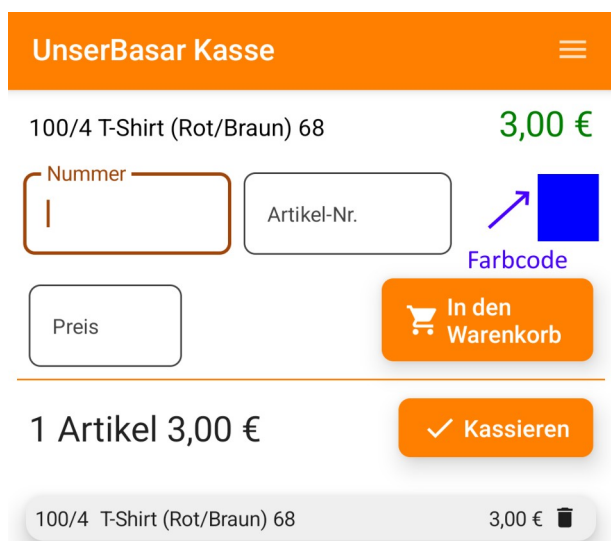 UnserBasar Kasse
100/4 T-Shirt (Rot/Braun) 68 3,00 €
Nummer
Artikel-Nr.
Farbcode
Preis
In den
Warenkorb
1 Artikel 3,00 €
Kassieren
100/4 T-Shirt (Rot/Braun) 68 3,00 €